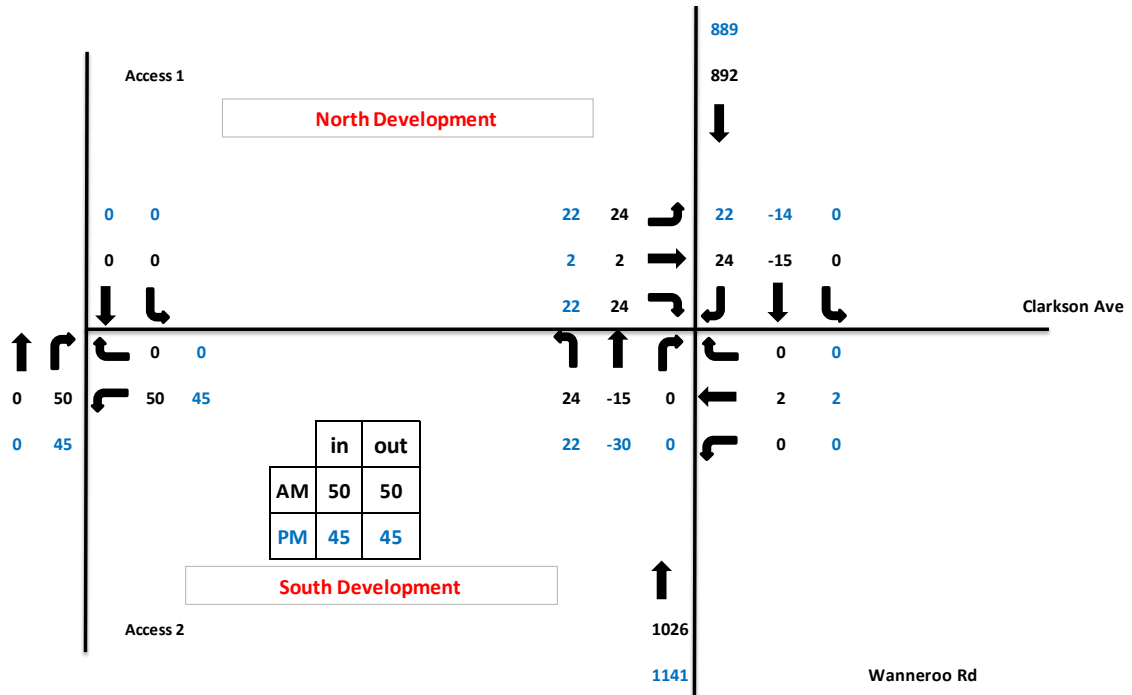 889
Access 1
892
North Development
0 0 22 24 22 -14 0
0 0 2 2 24 -15 0
22 24 Clarkson Ave
0 0 0 0
0 50 50 45 24 -15 0 2 2
0 45 22 -30 0 0 0
in out
AM 50 50
PM 45 45
South Development
Access 2 1026
1141 Wanneroo Rd